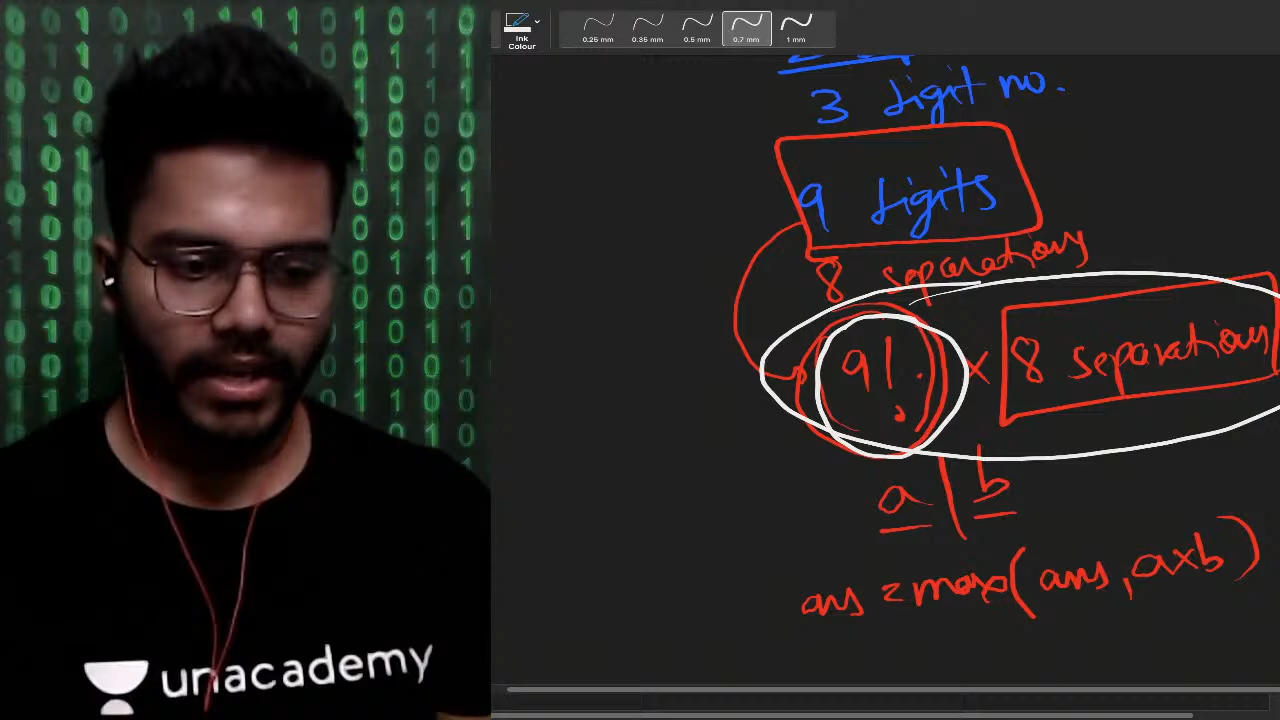 Ink
Colour
0.25 mm
0.35 mm
0.5 mm
0.7 mm
1 mm
3 digit no.
9 digits
8 separations
9! × 8 separations
a | b
ans = max(ans, a×b)
unacademy